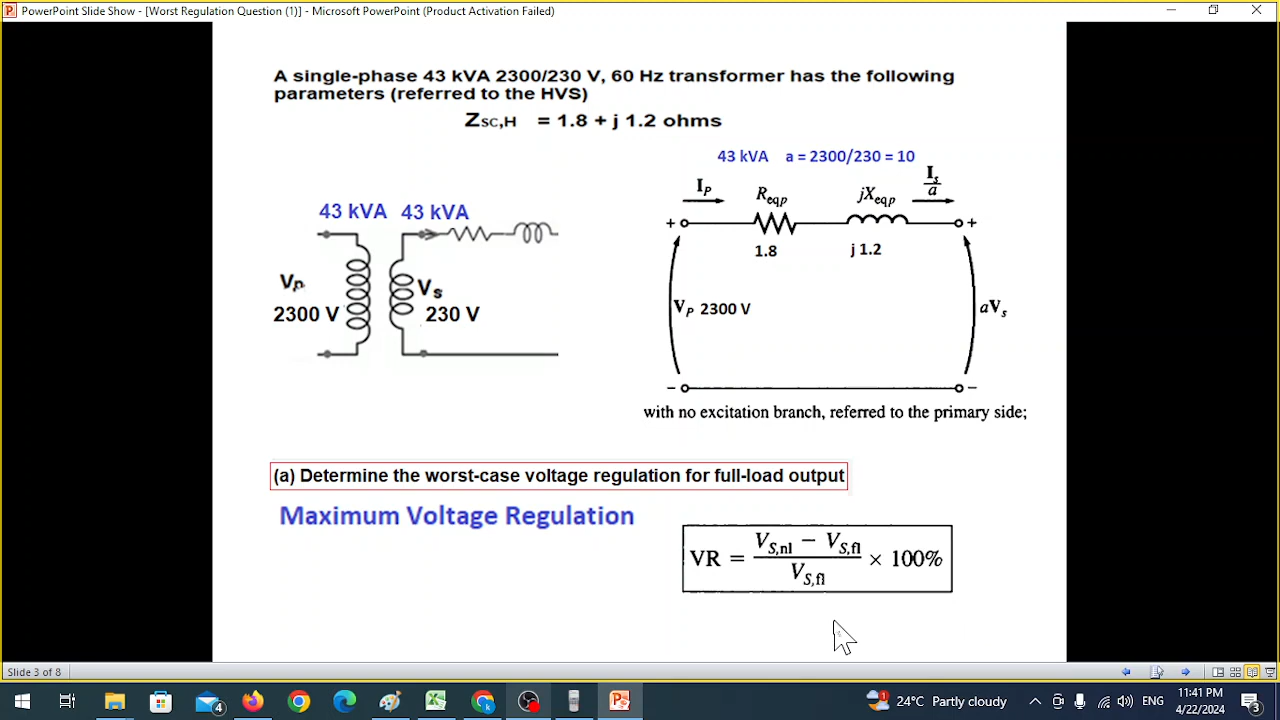 PowerPoint Slide Show - [Worst Regulation Question (1)] - Microsoft PowerPoint (Product Activation Failed)
A single-phase 43 kVA 2300/230 V, 60 Hz transformer has the following
parameters (referred to the HVS)
ZSC,H = 1.8 + j 1.2 ohms
43 kVA a = 2300/230 = 10
IP
Reqp
jXeqp
Is/a
+
+
1.8
j 1.2
43 kVA 43 kVA
Vp
2300 V
Vs
230 V
VP 2300 V
aVs
−
−
with no excitation branch, referred to the primary side;
(a) Determine the worst-case voltage regulation for full-load output
Maximum Voltage Regulation
VR = (VS,nl − VS,fl)/VS,fl × 100%
Slide 3 of 8
4
24°C Partly cloudy
1
ENG
11:41 PM
4/22/2024
3